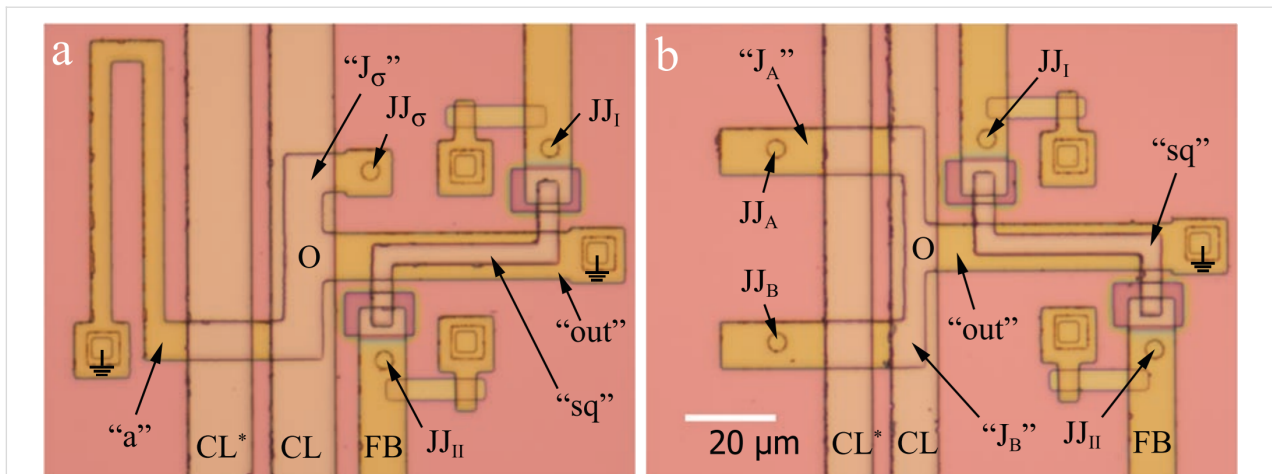 a
“Jσ”
JJσ
JJI
O
“out”
“a”
“sq”
CL*
CL
FB
JJII
b
“JA”
JJI
“sq”
JJA
O
JJB
“out”
20 µm
CL*
CL
“JB”
JJII
FB